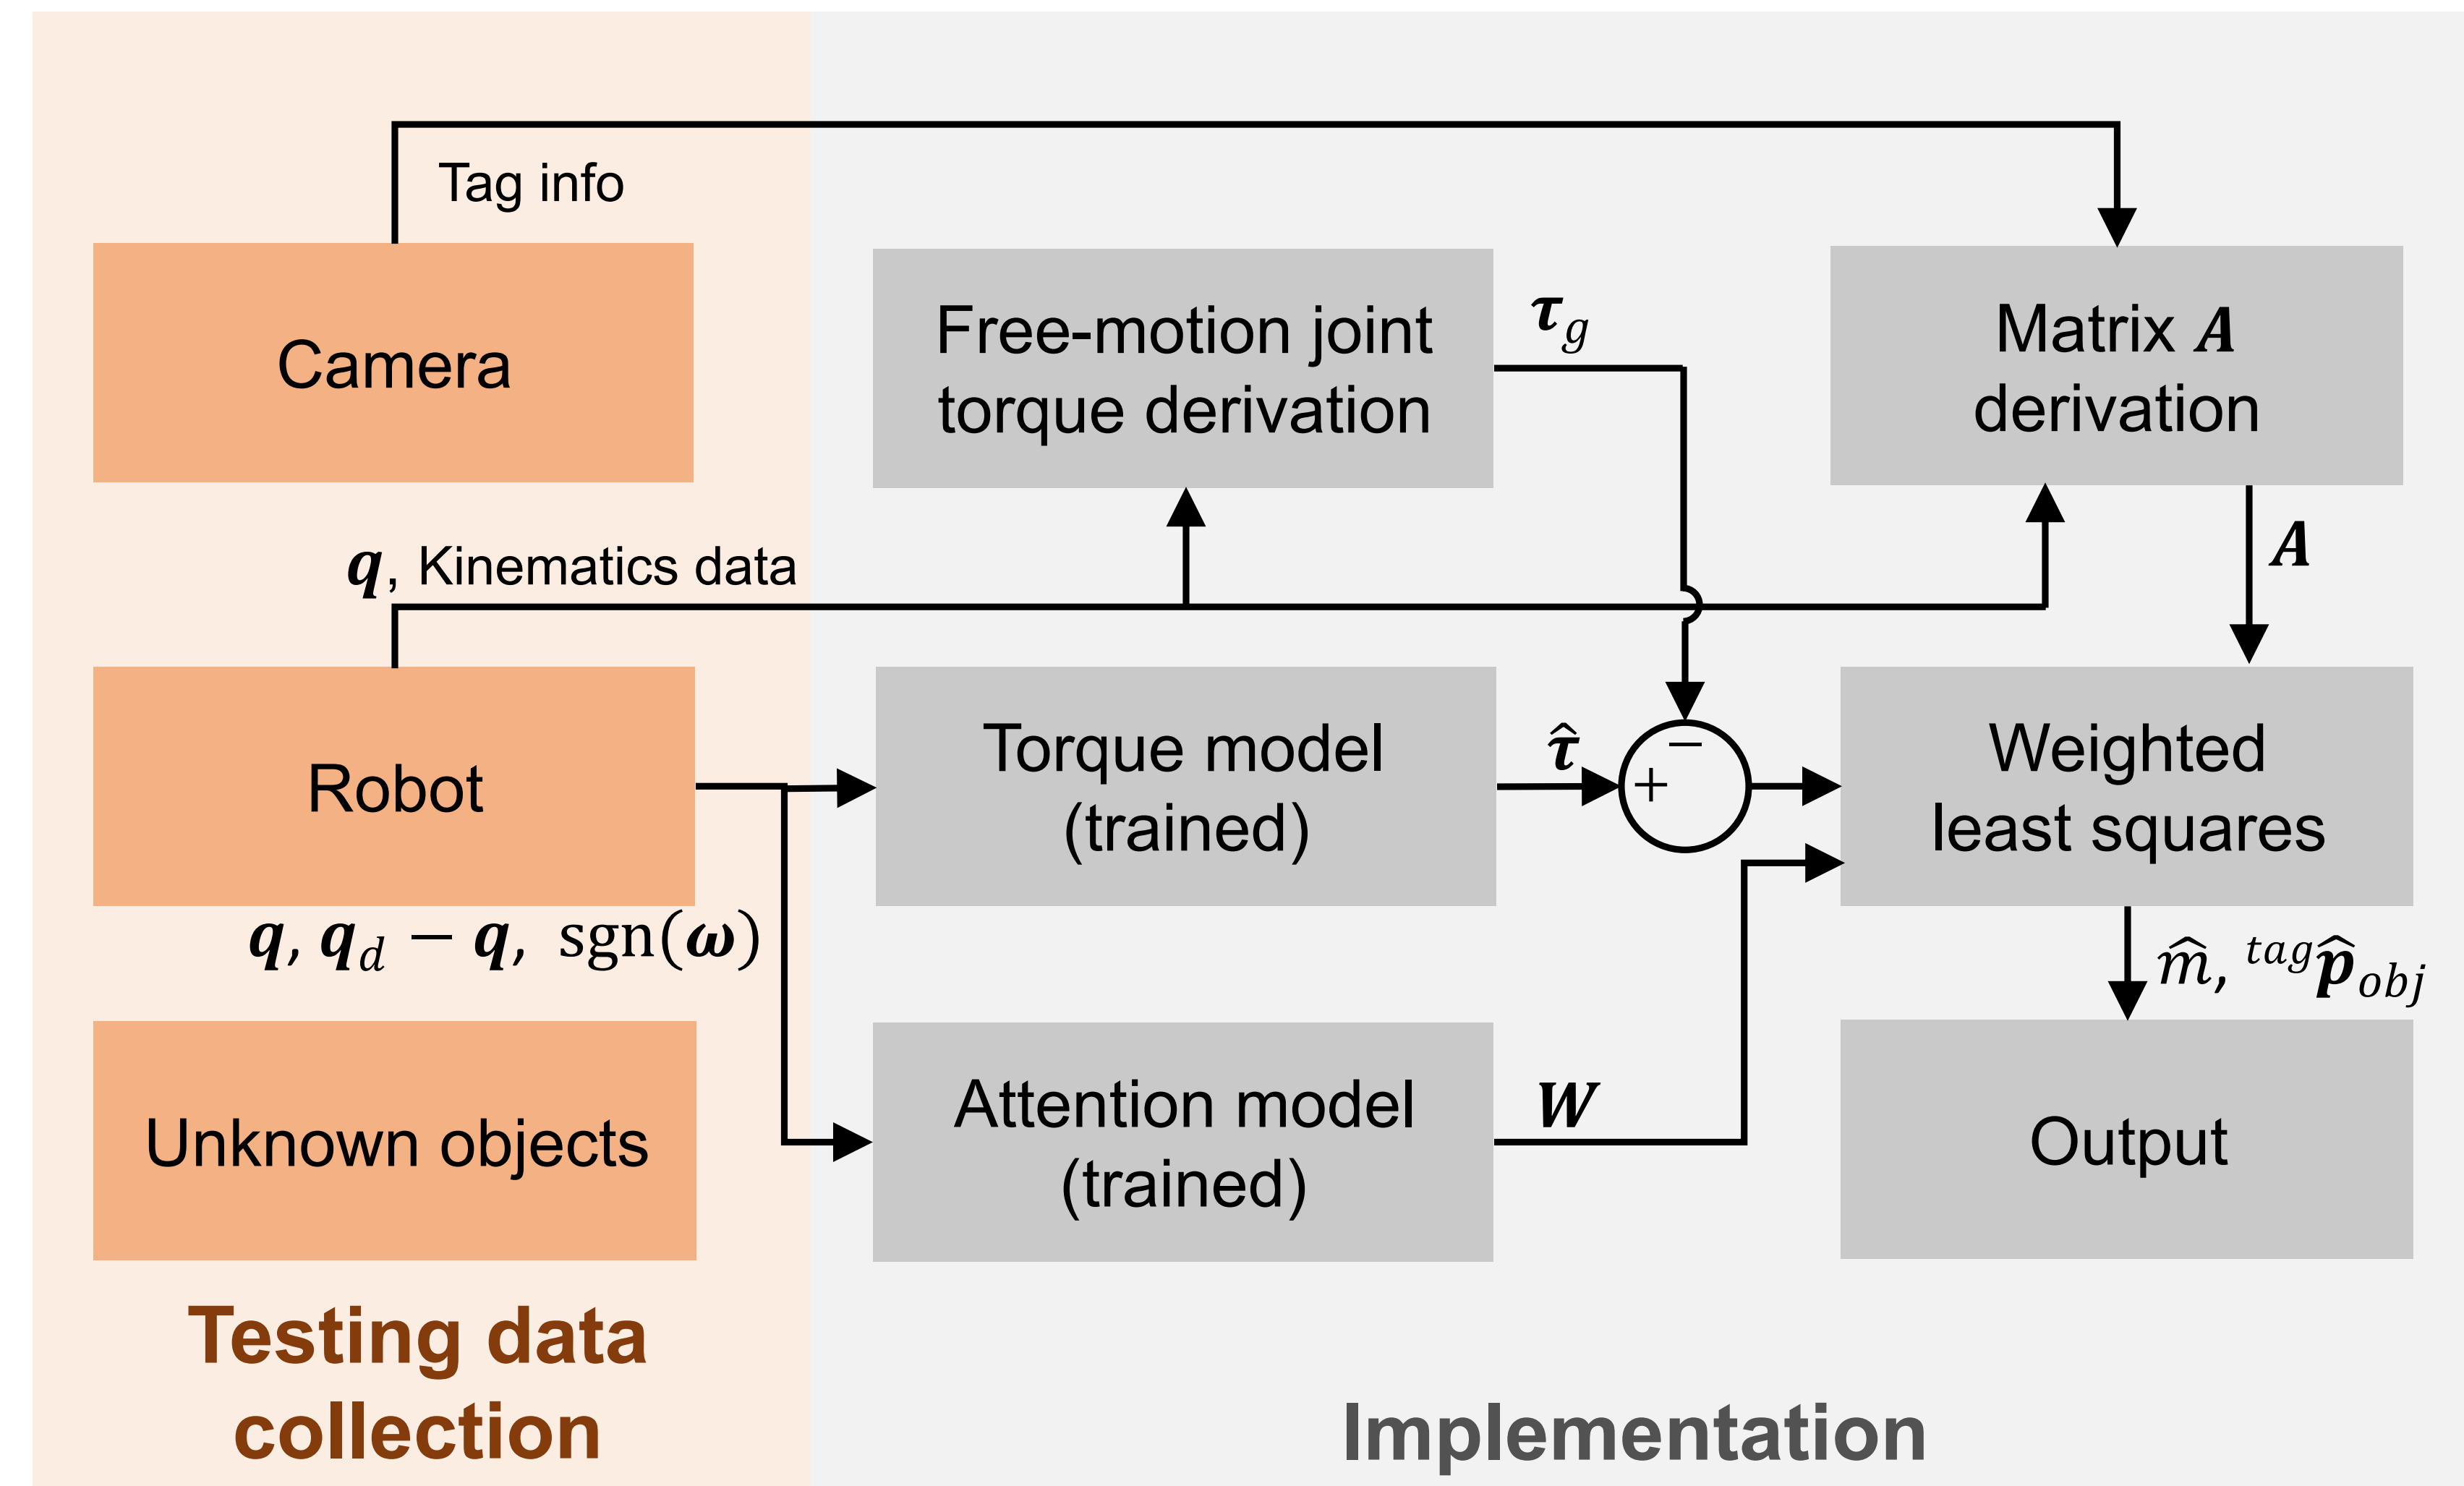 Tag info
Camera
Free-motion joint
torque derivation
τ_g
Matrix A
derivation
q, Kinematics data
A
Robot
Torque model
(trained)
τ̂
−
+
Weighted
least squares
q, q_d − q, sgn(ω)
m̂, ^{tag}p̂_{obj}
Unknown objects
Attention model
(trained)
W
Output
Testing data
collection
Implementation